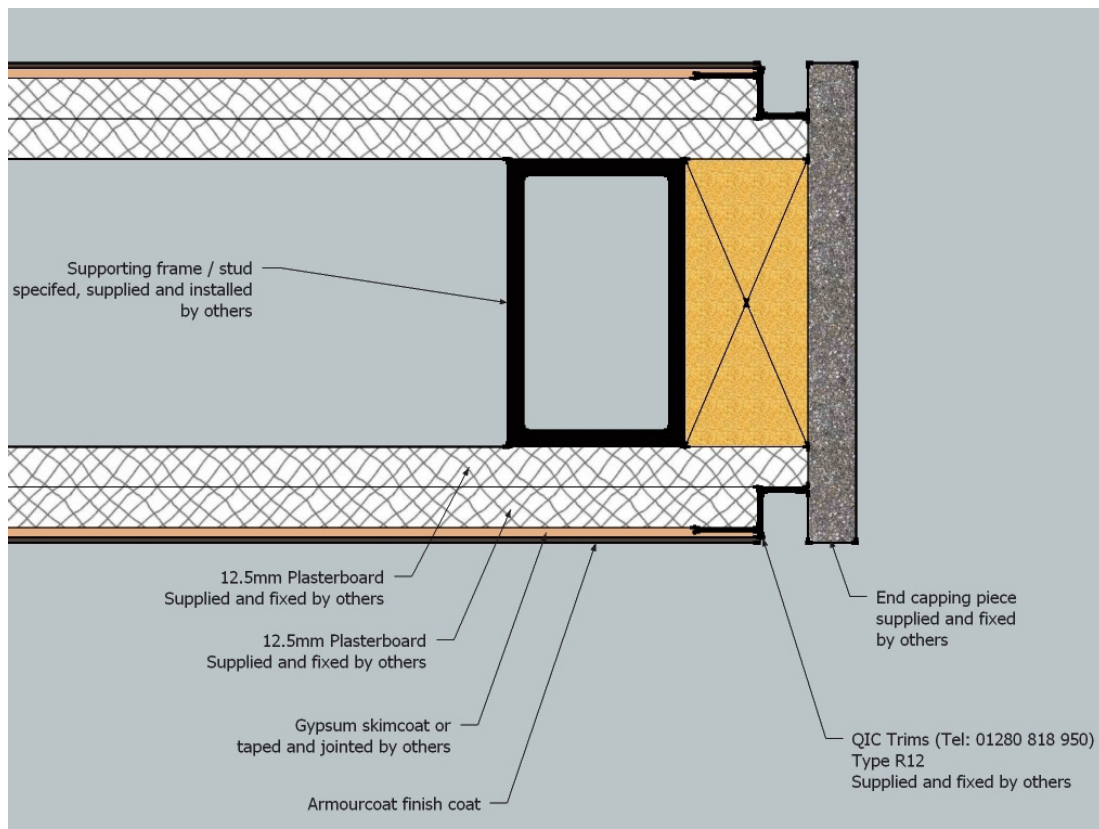 Supporting frame / stud
specifed, supplied and installed
by others
12.5mm Plasterboard
Supplied and fixed by others
12.5mm Plasterboard
Supplied and fixed by others
Gypsum skimcoat or
taped and jointed by others
Armourcoat finish coat
End capping piece
supplied and fixed
by others
QIC Trims (Tel: 01280 818 950)
Type R12
Supplied and fixed by others